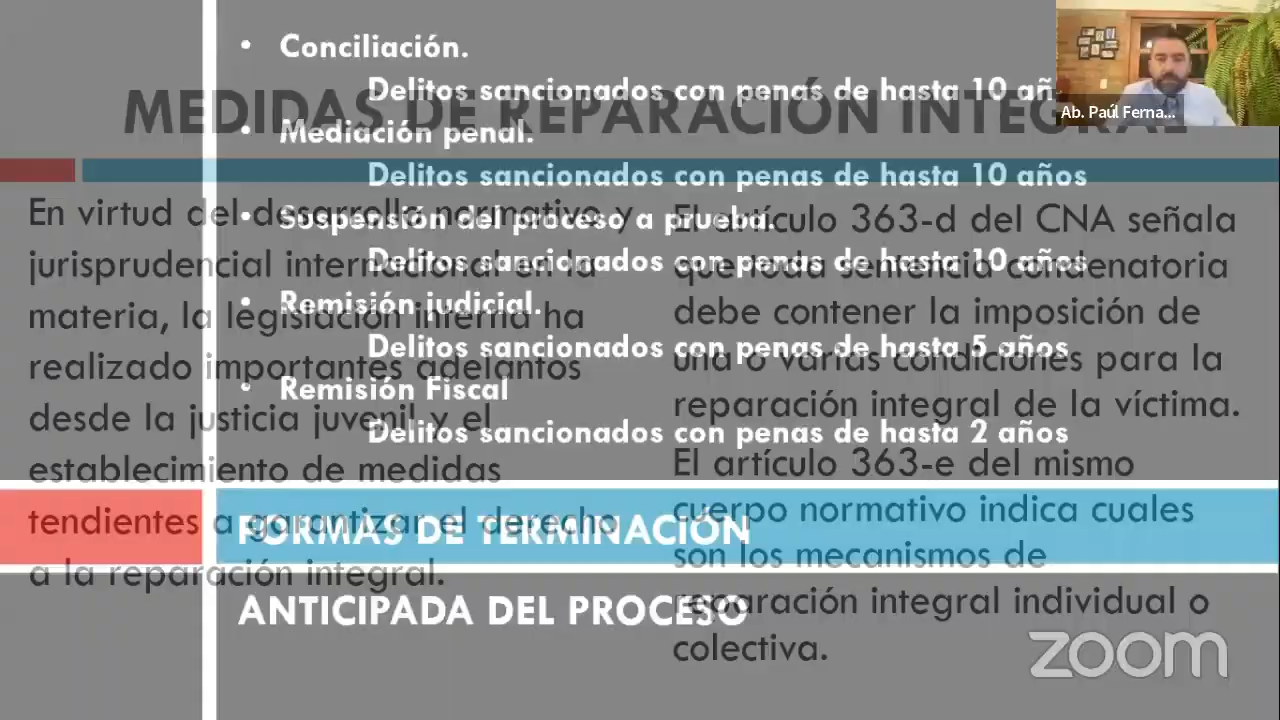 Conciliación.
Delitos sancionados con penas de hasta 10 añ
Mediación penal.
Delitos sancionados con penas de hasta 10 años
Suspensión del proceso a prueba.
Delitos sancionados con penas de hasta 10 años
Remisión judicial.
Delitos sancionados con penas de hasta 5 años
Remisión Fiscal
Delitos sancionados con penas de hasta 2 años
FORMAS DE TERMINACIÓN
ANTICIPADA DEL PROCESO
MEDIDAS DE REPARACIÓN INTEGRAL
En virtud del desarrollo normativo y
jurisprudencial internacional en la
materia, la legislación interna ha
realizado importantes adelantos
desde la justicia juvenil y el
establecimiento de medidas
tendientes a garantizar el derecho
a la reparación integral.
El artículo 363-d del CNA señala
que toda sentencia condenatoria
debe contener la imposición de
una o varias condiciones para la
reparación integral de la víctima.
El artículo 363-e del mismo
cuerpo normativo indica cuales
son los mecanismos de
reparación integral individual o
colectiva.
Ab. Paúl Ferna...
zoom